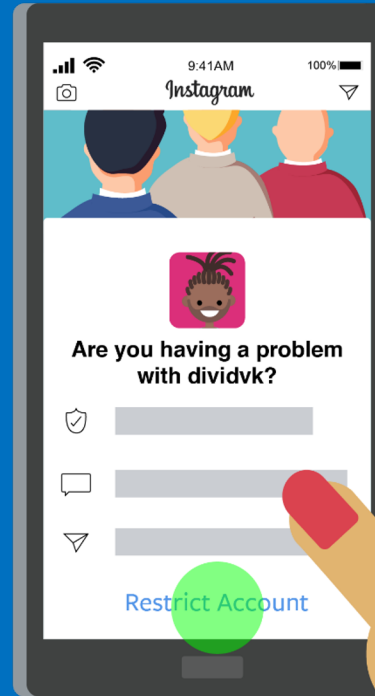 9:41AM 100%
Instagram
Are you having a problem
with dividvk?
Restrict Account